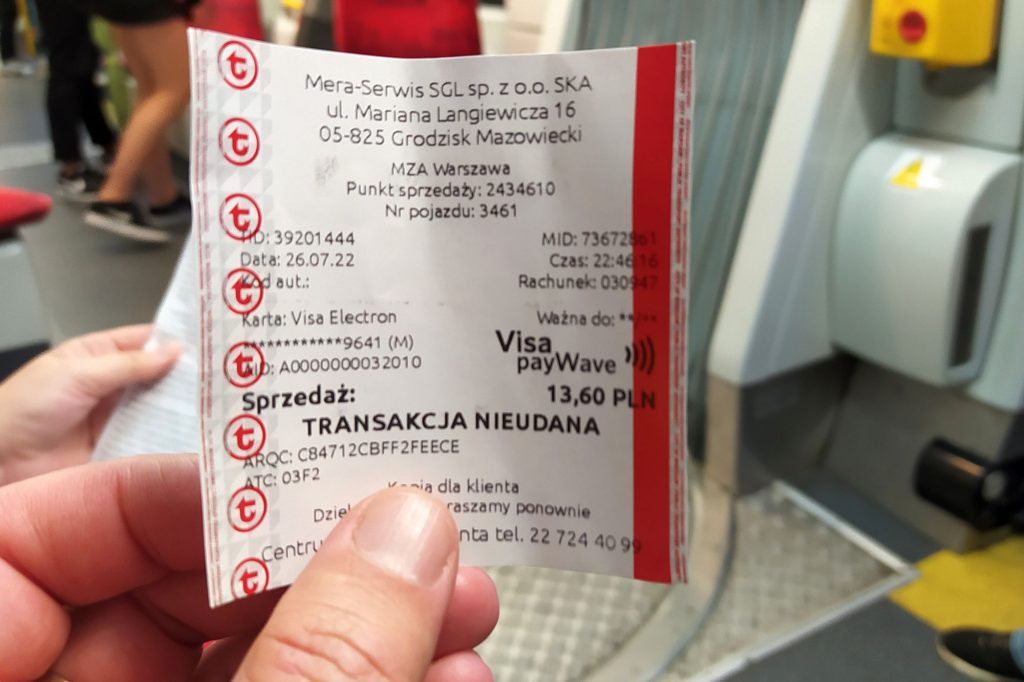 Mera-Serwis SGL sp. z o.o. SKA
ul. Mariana Langiewicza 16
05-825 Grodzisk Mazowiecki
MZA Warszawa
Punkt sprzedaży: 2434610
Nr pojazdu: 3461
TID: 39201444 MID: 73672861
Data: 26.07.22 Czas: 22:46:16
Kod aut.: Rachunek: 030947
Karta: Visa Electron Ważna do: **/**
************9641 (M) Visa
AID: A0000000032010 payWave
Sprzedaż: 13,60 PLN
TRANSAKCJA NIEUDANA
ARQC: C84712CBFF2FEECE
ATC: 03F2
Kopia dla klienta
ponownie
tel. 22 724 40 99